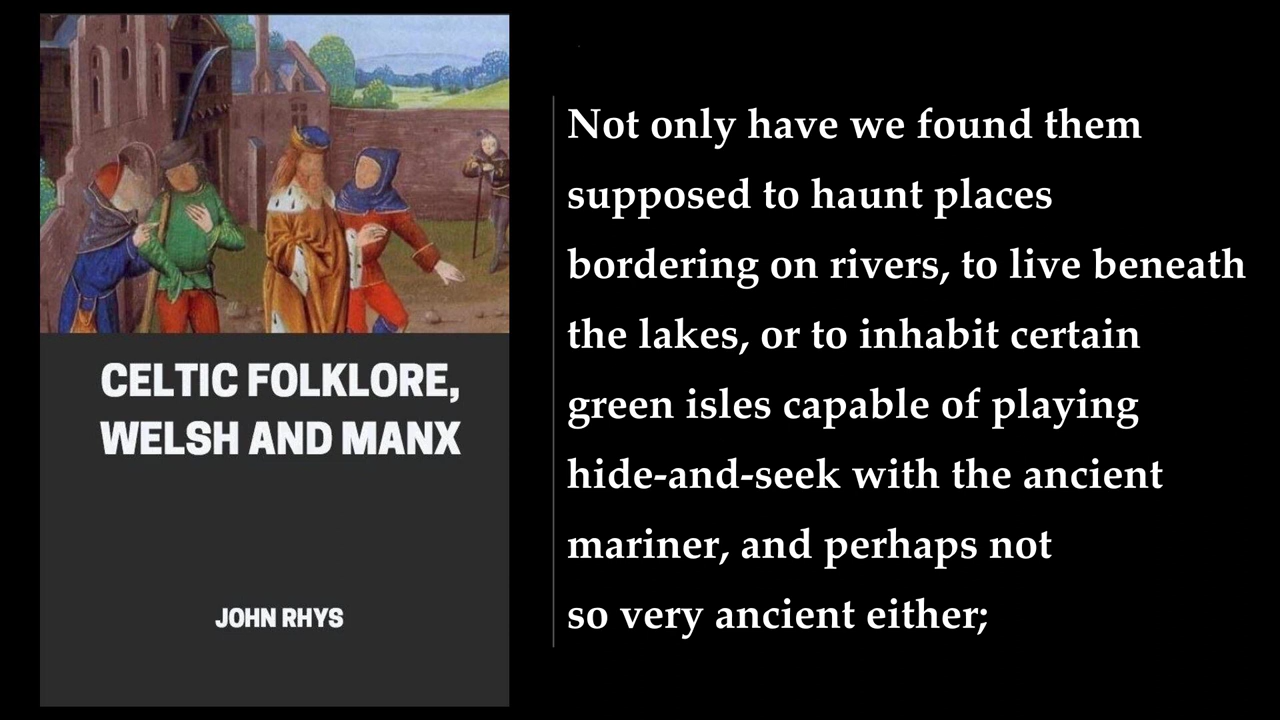 CELTIC FOLKLORE,
WELSH AND MANX
JOHN RHYS
Not only have we found them
supposed to haunt places
bordering on rivers, to live beneath
the lakes, or to inhabit certain
green isles capable of playing
hide-and-seek with the ancient
mariner, and perhaps not
so very ancient either;